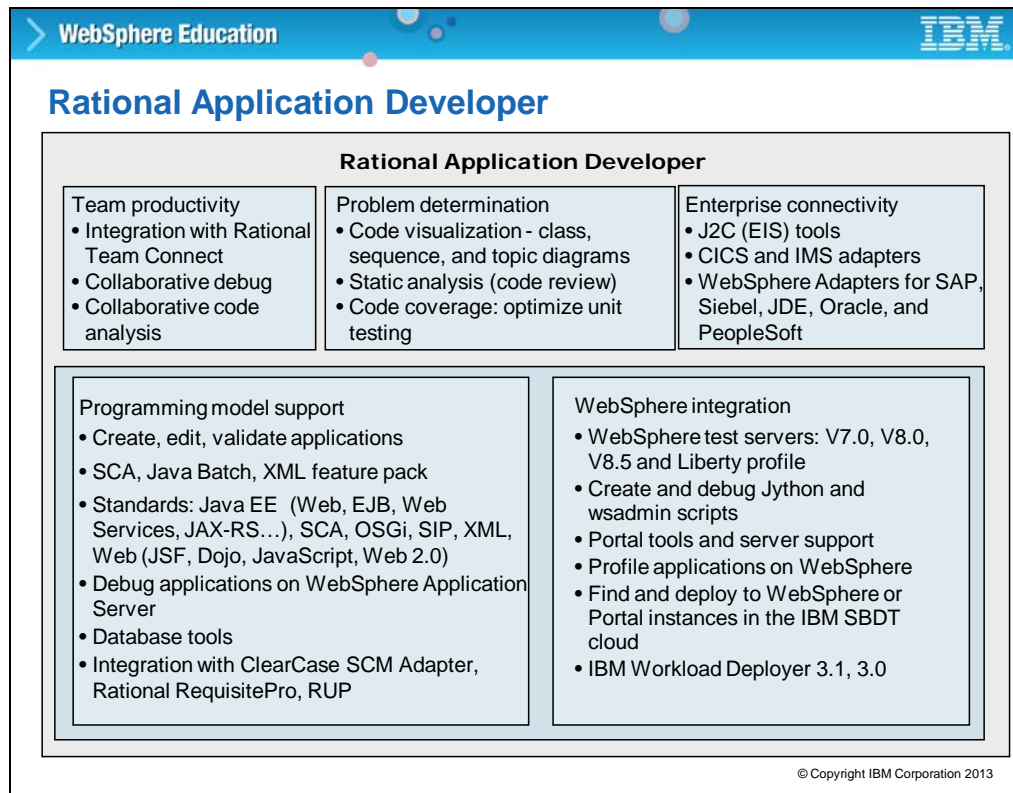 WebSphere Education
IBM.
Rational Application Developer
Rational Application Developer
Team productivity
• Integration with Rational
Team Connect
• Collaborative debug
• Collaborative code
analysis
Problem determination
• Code visualization - class,
sequence, and topic diagrams
• Static analysis (code review)
• Code coverage: optimize unit
testing
Enterprise connectivity
• J2C (EIS) tools
• CICS and IMS adapters
• WebSphere Adapters for SAP,
Siebel, JDE, Oracle, and
PeopleSoft
Programming model support
• Create, edit, validate applications
• SCA, Java Batch, XML feature pack
• Standards: Java EE (Web, EJB, Web
Services, JAX-RS…), SCA, OSGi, SIP, XML,
Web (JSF, Dojo, JavaScript, Web 2.0)
• Debug applications on WebSphere Application
Server
• Database tools
• Integration with ClearCase SCM Adapter,
Rational RequisitePro, RUP
WebSphere integration
• WebSphere test servers: V7.0, V8.0,
V8.5 and Liberty profile
• Create and debug Jython and
wsadmin scripts
• Portal tools and server support
• Profile applications on WebSphere
• Find and deploy to WebSphere or
Portal instances in the IBM SBDT
cloud
• IBM Workload Deployer 3.1, 3.0
© Copyright IBM Corporation 2013